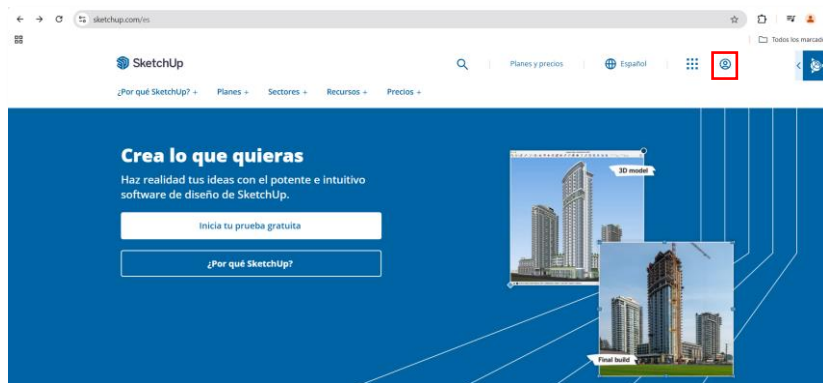 sketchup.com/es
Todos los marcad
SketchUp
Planes y precios
Español
¿Por qué SketchUp? +
Planes +
Sectores +
Recursos +
Precios +
Crea lo que quieras
Haz realidad tus ideas con el potente e intuitivo
software de diseño de SketchUp.
Inicia tu prueba gratuita
¿Por qué SketchUp?
3D model
Final build